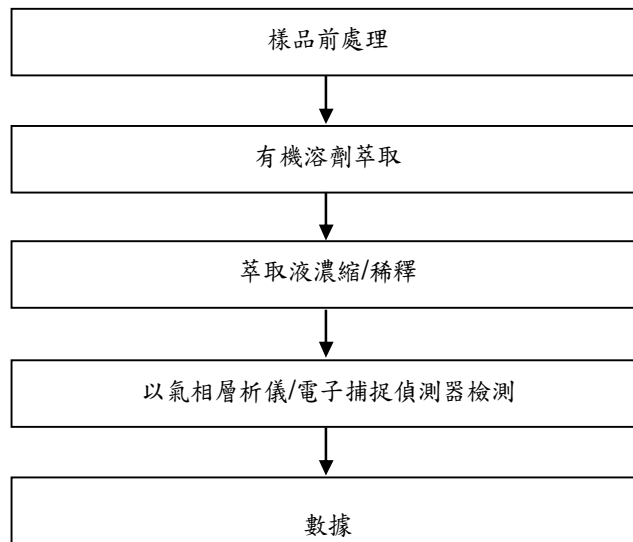 樣品前處理
有機溶劑萃取
萃取液濃縮/稀釋
以氣相層析儀/電子捕捉偵測器檢測
數據